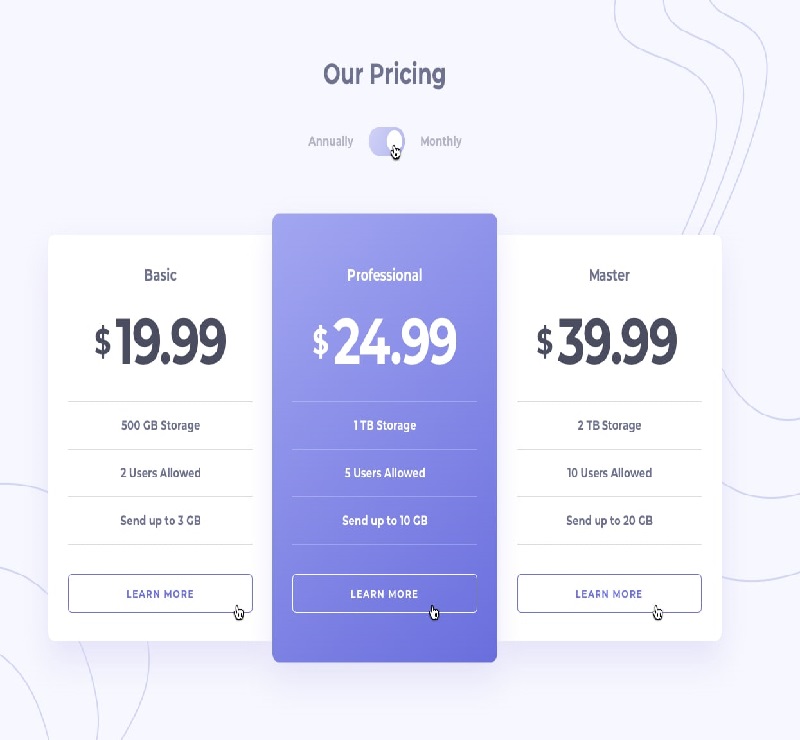 Our Pricing
Annually Monthly
Basic
$19.99
500 GB Storage
2 Users Allowed
Send up to 3 GB
LEARN MORE
Professional
$24.99
1 TB Storage
5 Users Allowed
Send up to 10 GB
LEARN MORE
Master
$39.99
2 TB Storage
10 Users Allowed
Send up to 20 GB
LEARN MORE